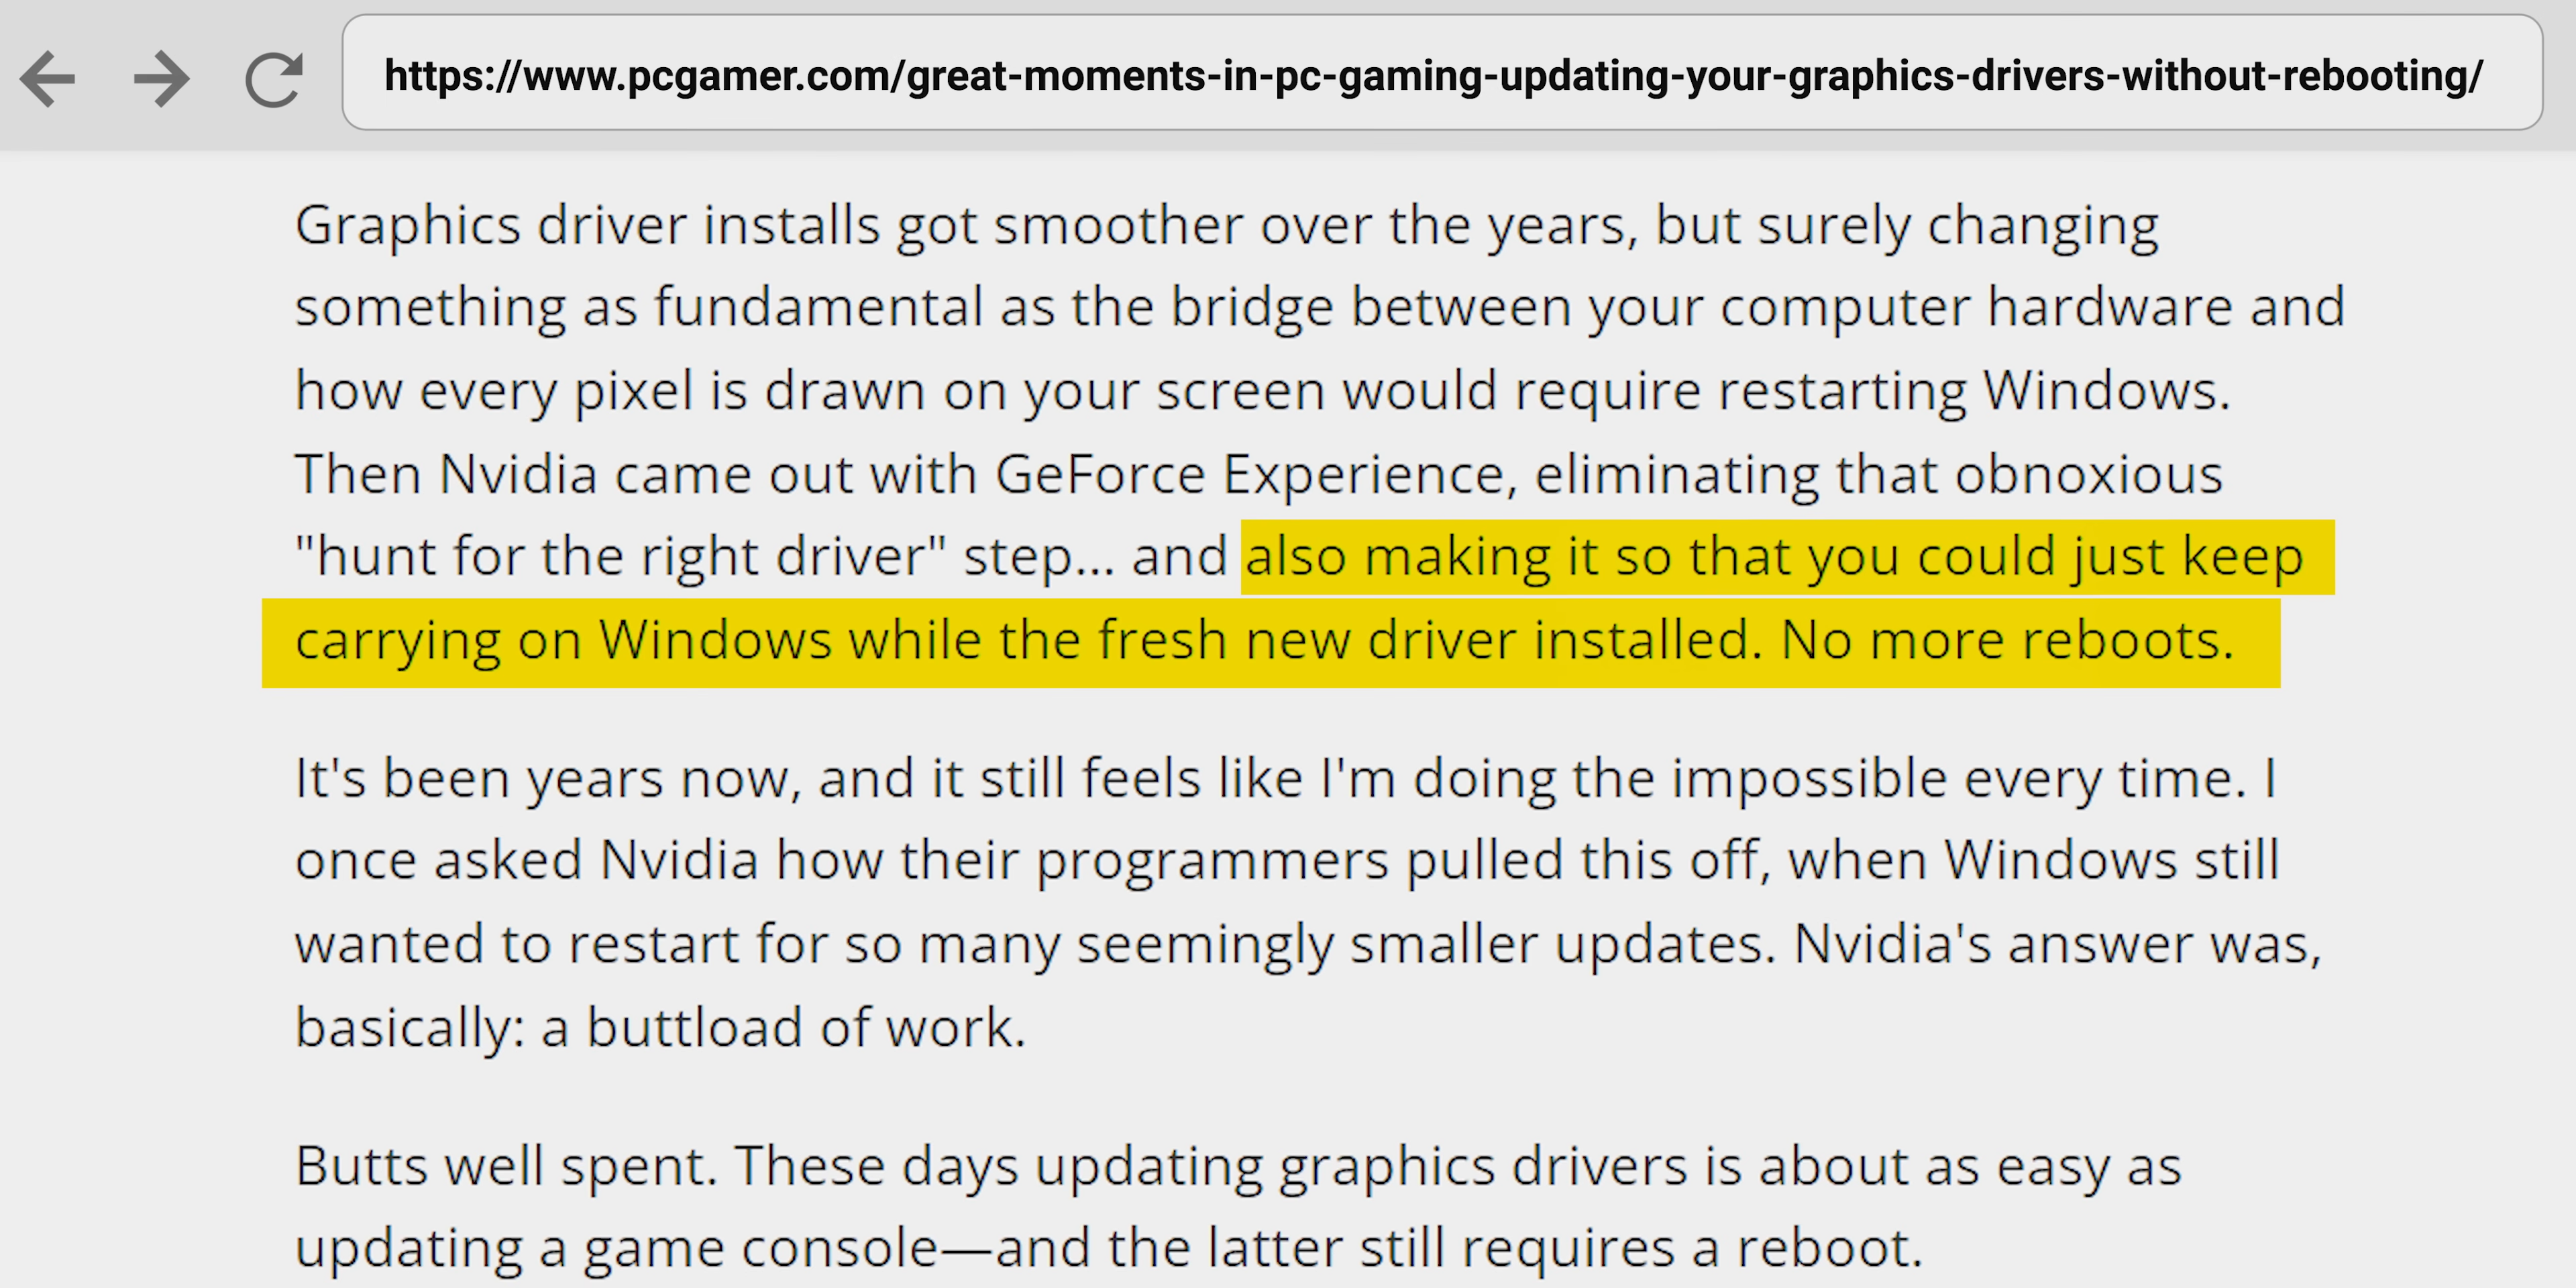 https://www.pcgamer.com/great-moments-in-pc-gaming-updating-your-graphics-drivers-without-rebooting/
Graphics driver installs got smoother over the years, but surely changing
something as fundamental as the bridge between your computer hardware and
how every pixel is drawn on your screen would require restarting Windows.
Then Nvidia came out with GeForce Experience, eliminating that obnoxious
"hunt for the right driver" step... and also making it so that you could just keep
carrying on Windows while the fresh new driver installed. No more reboots.
It's been years now, and it still feels like I'm doing the impossible every time. I
once asked Nvidia how their programmers pulled this off, when Windows still
wanted to restart for so many seemingly smaller updates. Nvidia's answer was,
basically: a buttload of work.
Butts well spent. These days updating graphics drivers is about as easy as
updating a game console—and the latter still requires a reboot.